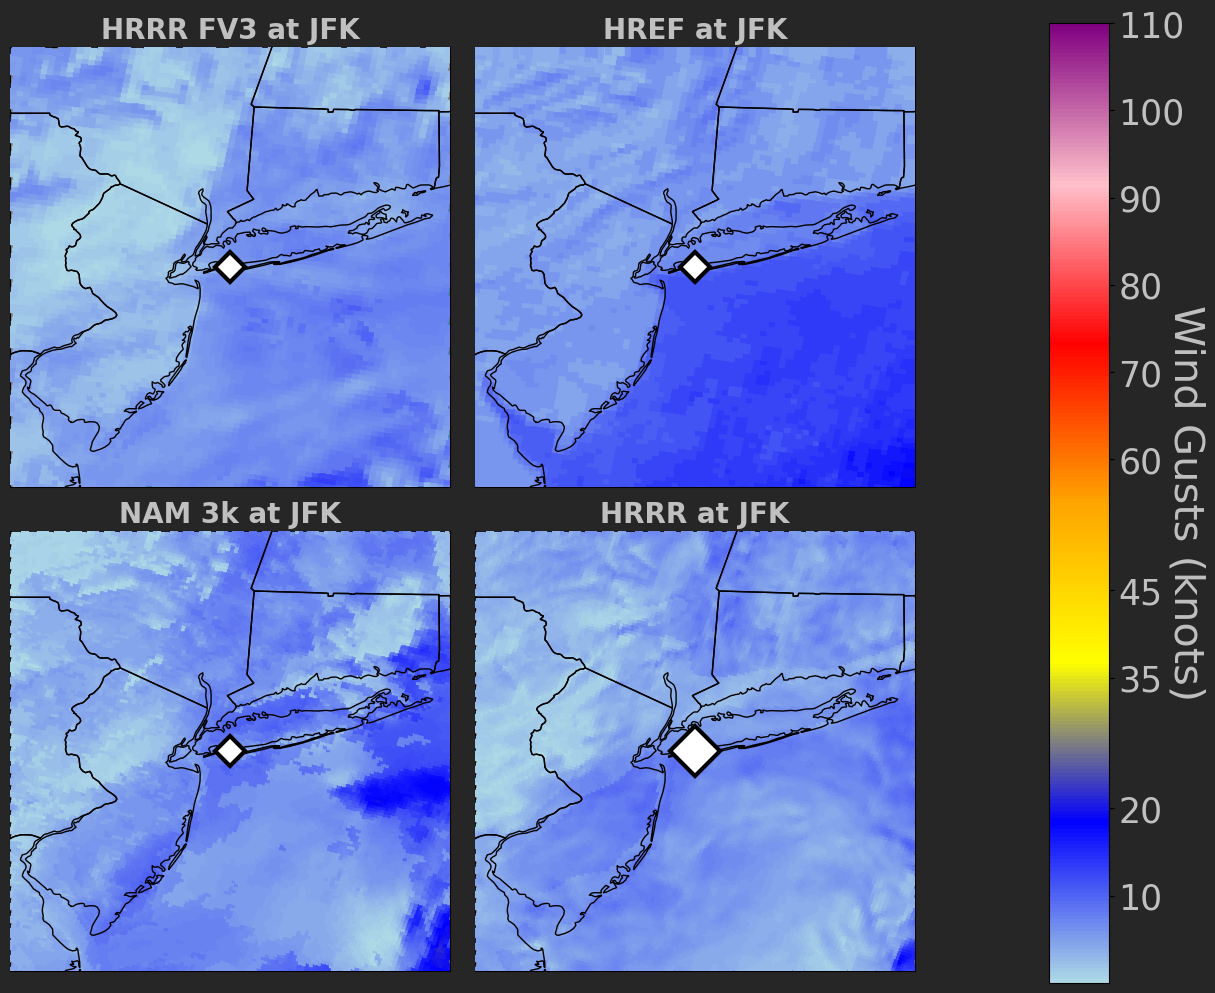 HRRR FV3 at JFK
HREF at JFK
NAM 3k at JFK
HRRR at JFK
110
100
90
80
70
60
45
35
20
10
Wind Gusts (knots)